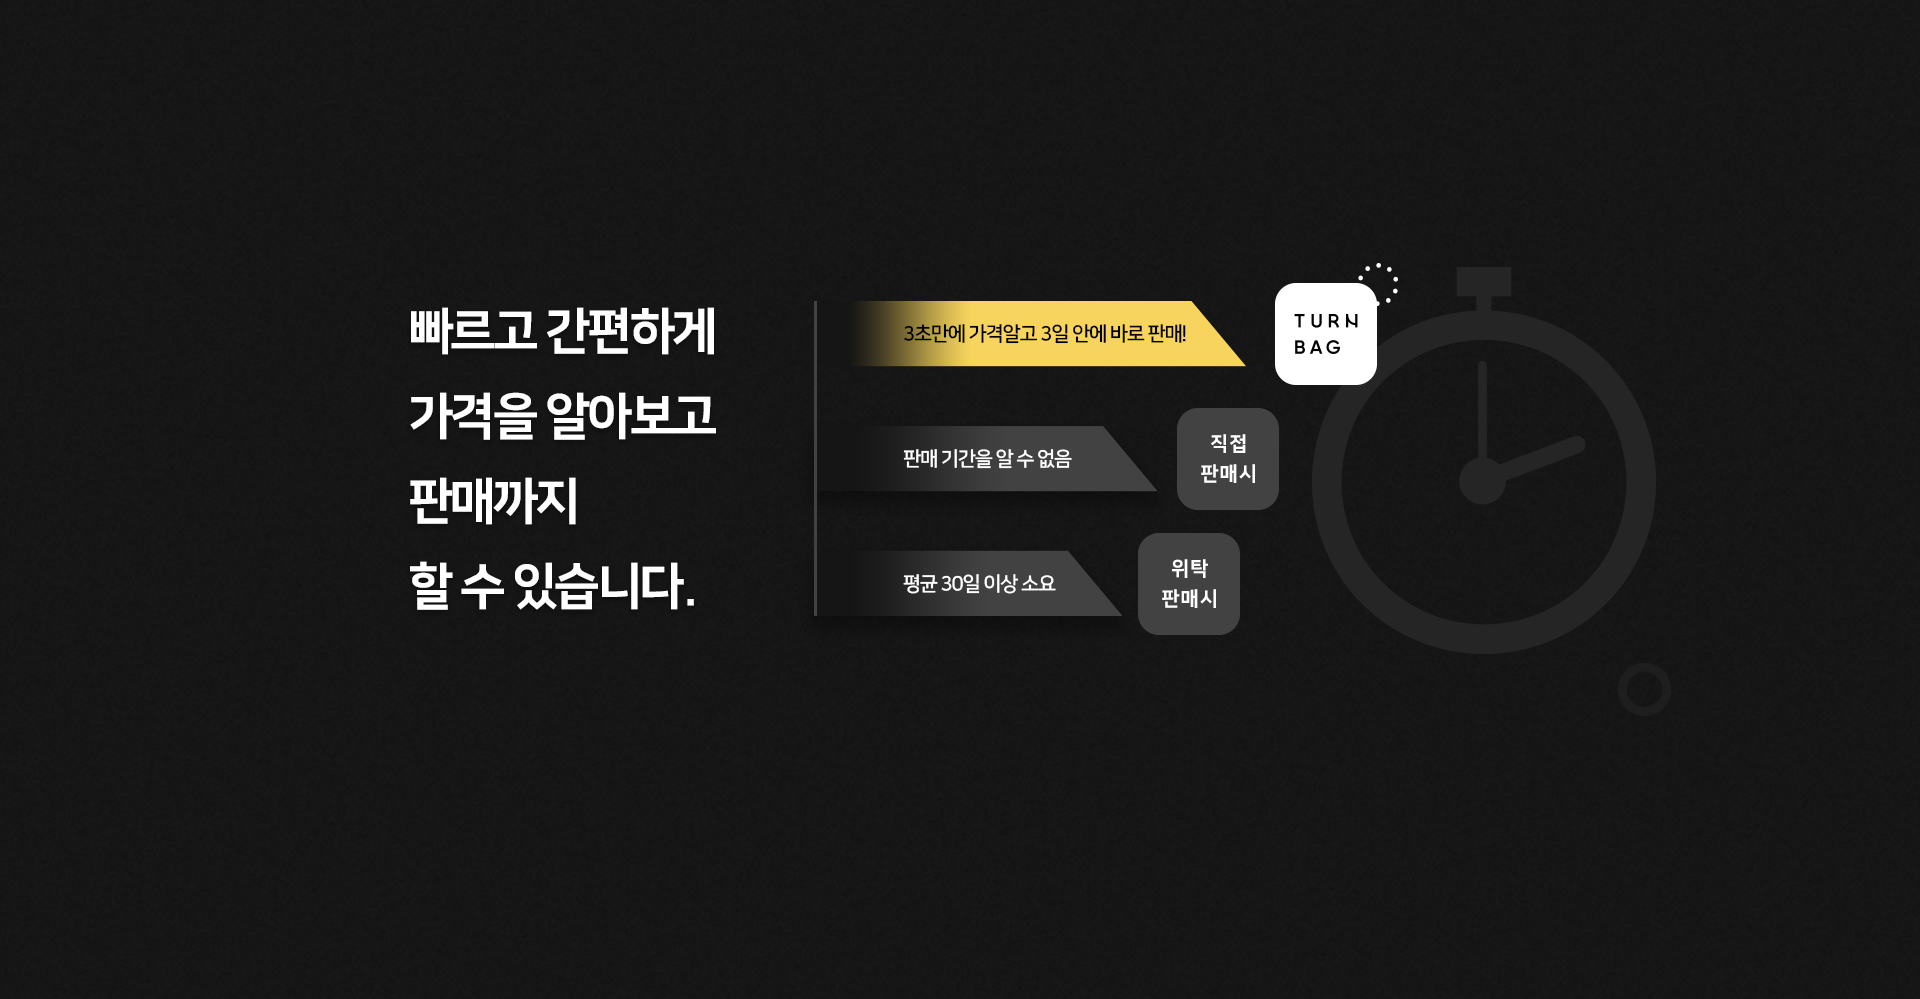 빠르고 간편하게
가격을 알아보고
판매까지
할 수 있습니다.
3초만에 가격알고 3일 안에 바로 판매!
TURN
BAG
판매 기간을 알 수 없음
직접
판매시
평균 30일 이상 소요
위탁
판매시